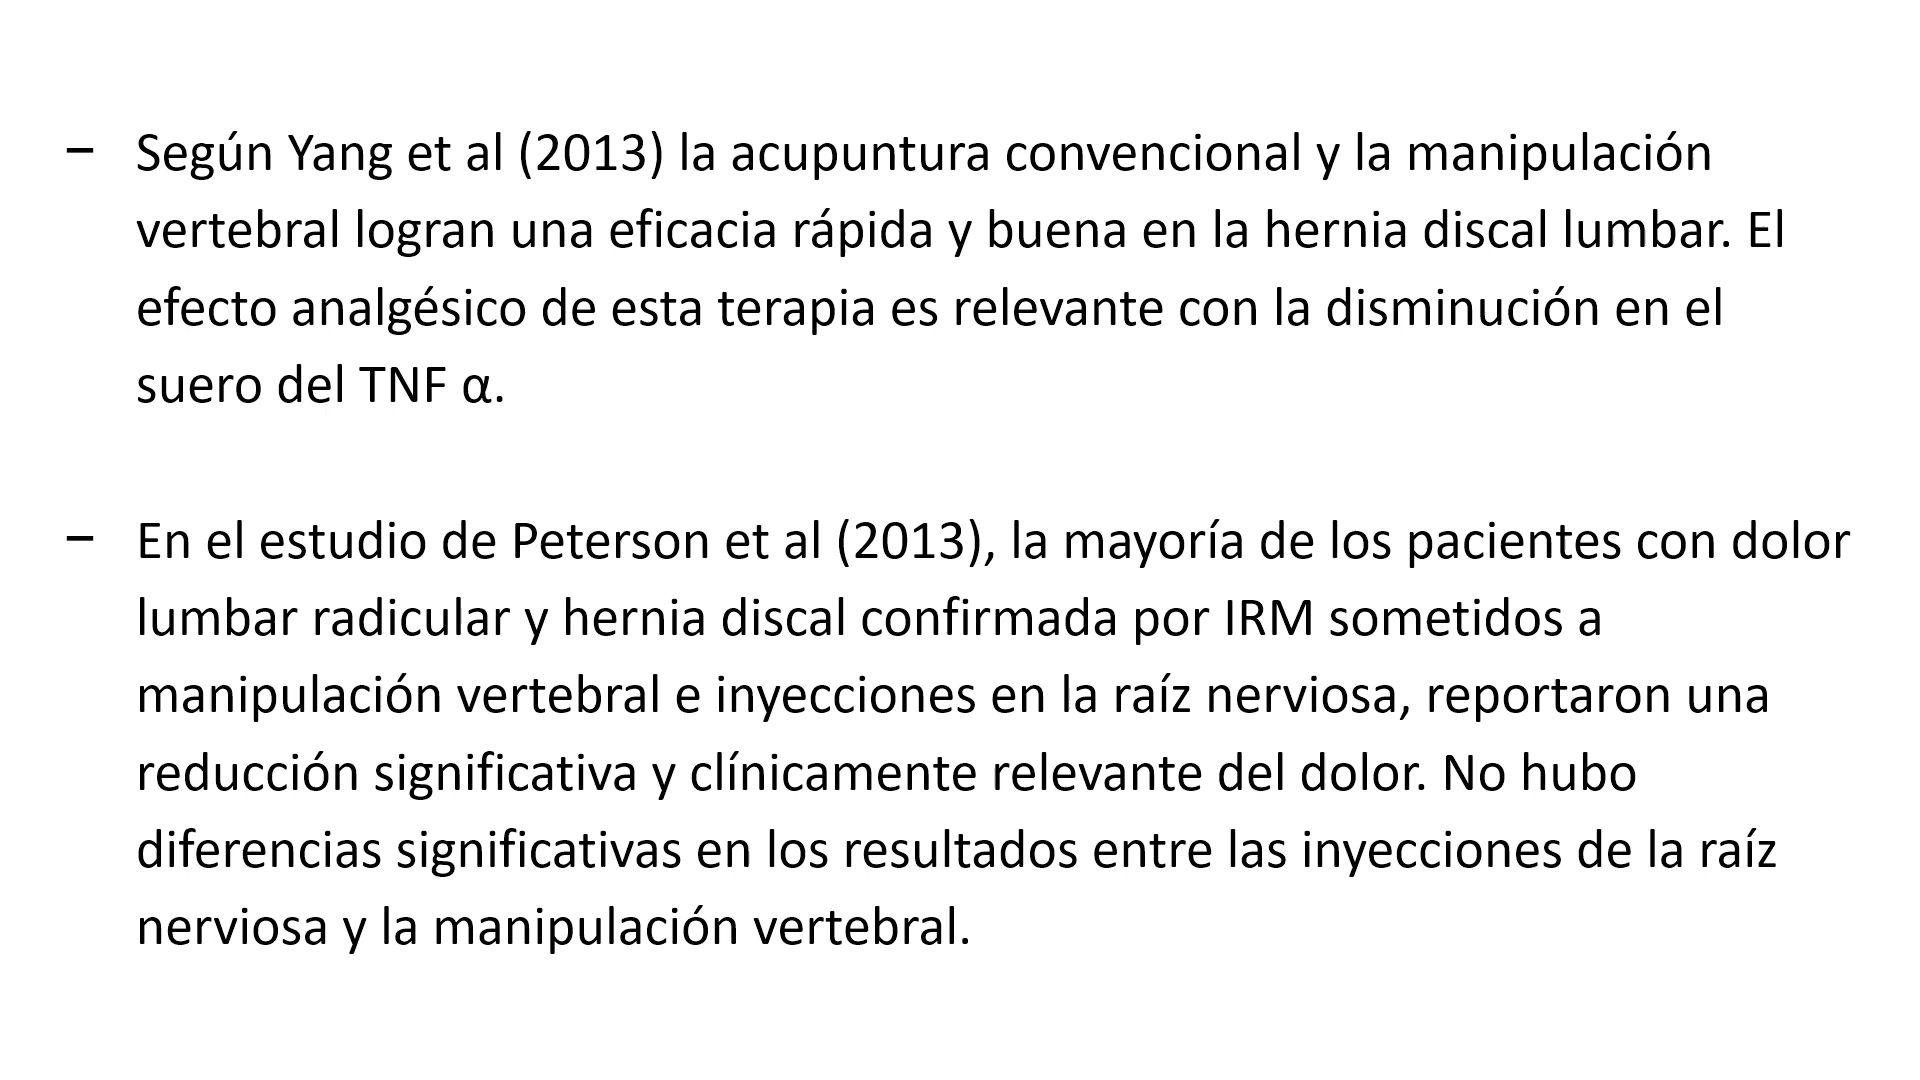 – Según Yang et al (2013) la acupuntura convencional y la manipulación
vertebral logran una eficacia rápida y buena en la hernia discal lumbar. El
efecto analgésico de esta terapia es relevante con la disminución en el
suero del TNF α.
– En el estudio de Peterson et al (2013), la mayoría de los pacientes con dolor
lumbar radicular y hernia discal confirmada por IRM sometidos a
manipulación vertebral e inyecciones en la raíz nerviosa, reportaron una
reducción significativa y clínicamente relevante del dolor. No hubo
diferencias significativas en los resultados entre las inyecciones de la raíz
nerviosa y la manipulación vertebral.